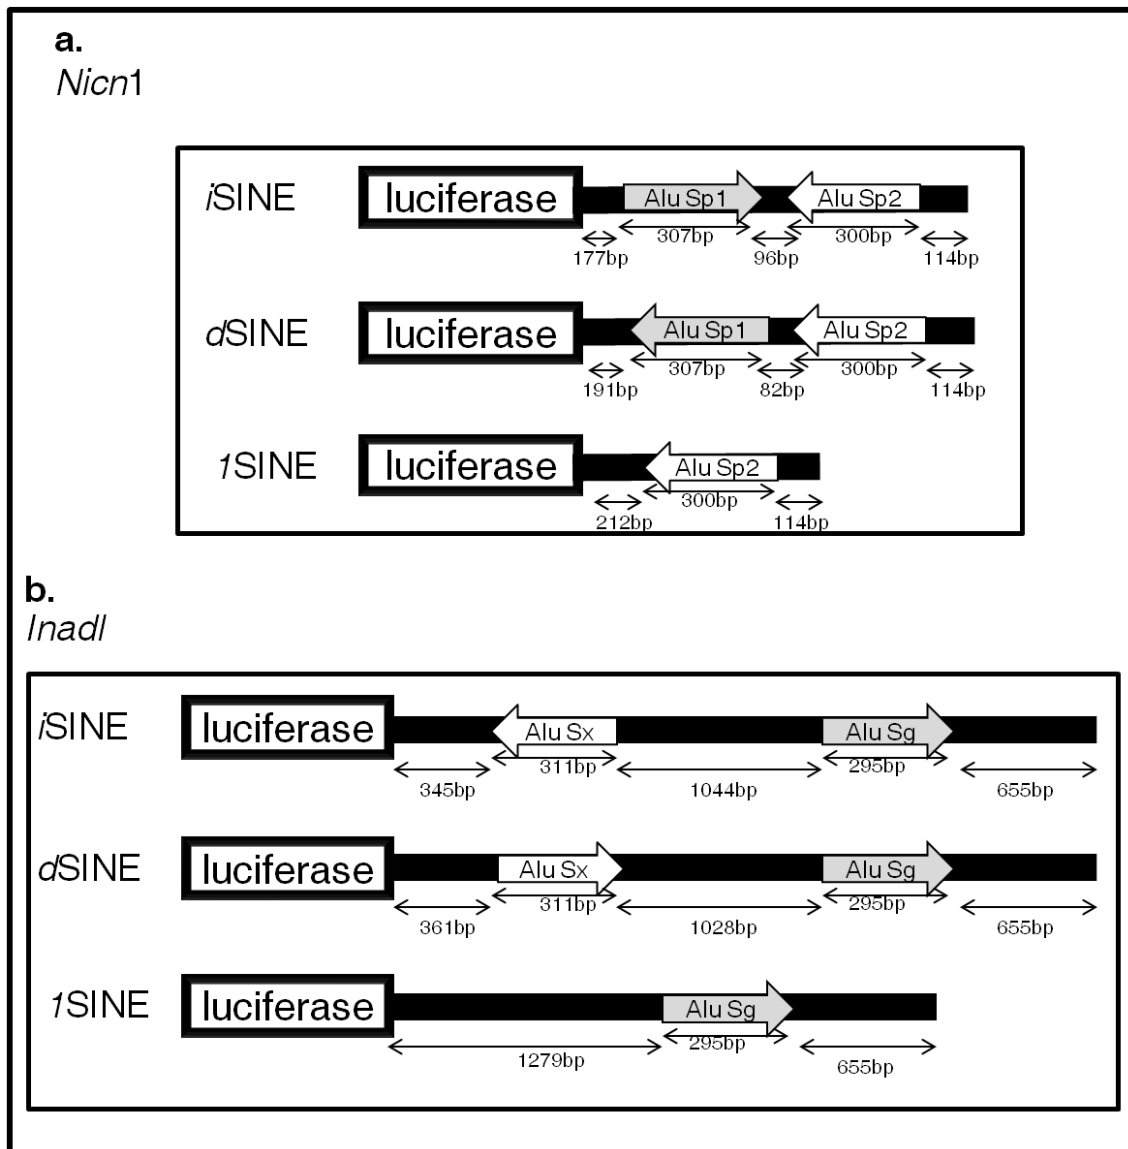 a.
Nicn1
iSINE luciferase Alu Sp1 Alu Sp2
307bp 300bp
177bp 96bp 114bp
dSINE luciferase Alu Sp1 Alu Sp2
307bp 300bp
191bp 82bp 114bp
1SINE luciferase Alu Sp2
300bp
212bp 114bp
b.
Inadl
iSINE luciferase Alu Sx Alu Sg
311bp 295bp
345bp 1044bp 655bp
dSINE luciferase Alu Sx Alu Sg
311bp 295bp
361bp 1028bp 655bp
1SINE luciferase Alu Sg
295bp
1279bp 655bp